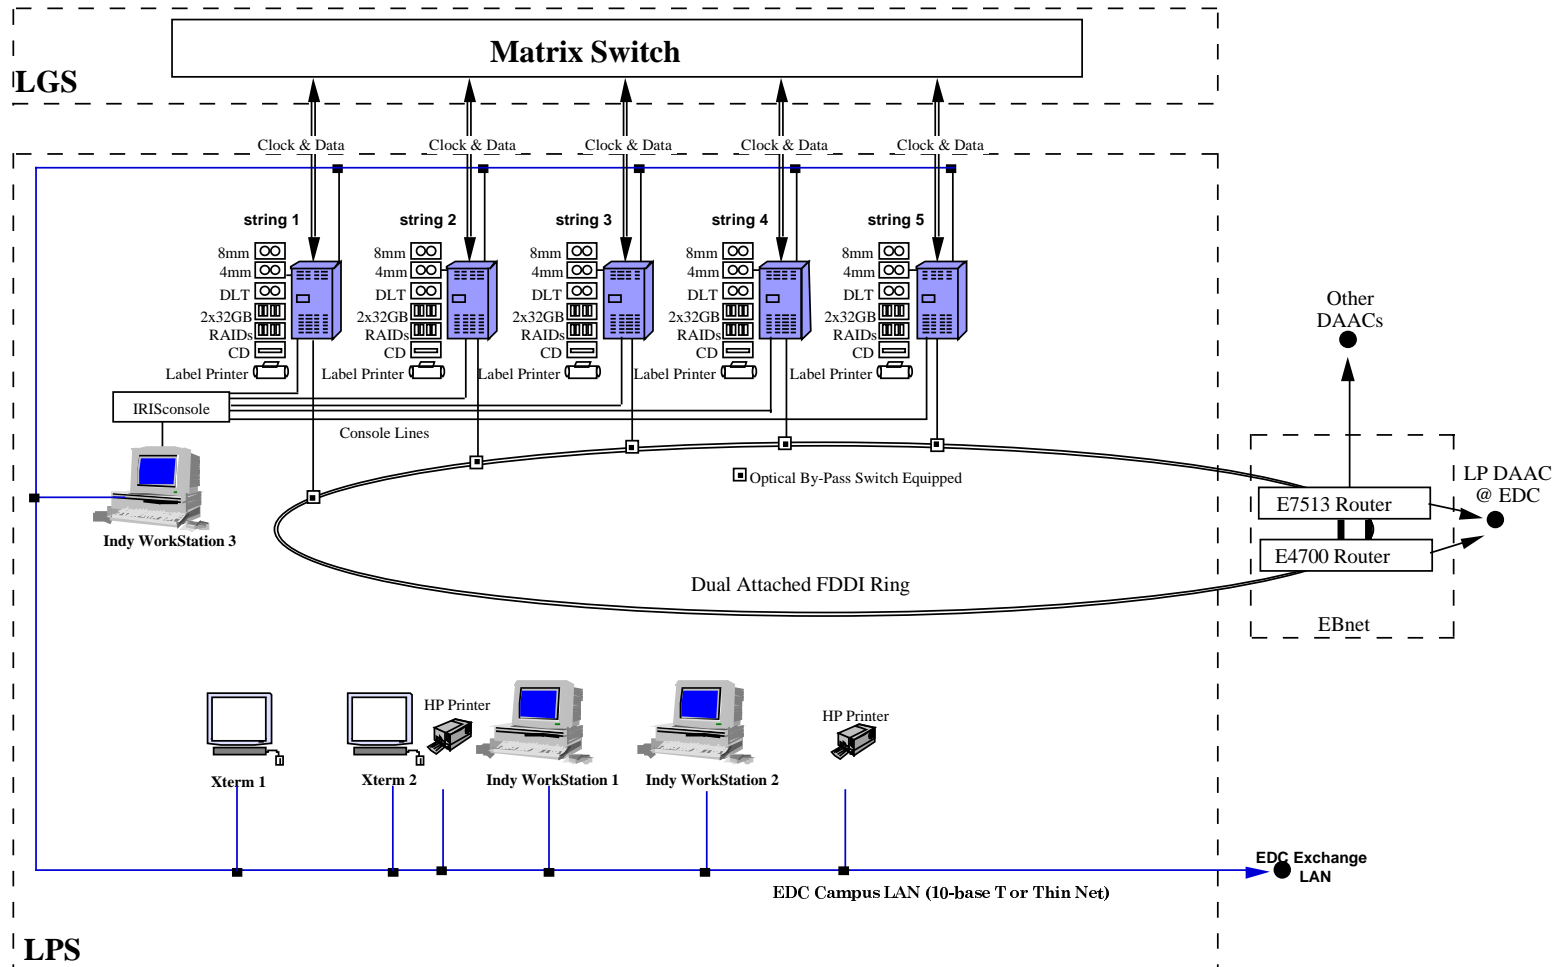 Matrix Switch
LGS
Clock & Data
Clock & Data
Clock & Data
Clock & Data
Clock & Data
string 1
8mm
4mm
DLT
2x32GB
RAIDs
CD
Label Printer
string 2
8mm
4mm
DLT
2x32GB
RAIDs
CD
Label Printer
string 3
8mm
4mm
DLT
2x32GB
RAIDs
CD
Label Printer
string 4
8mm
4mm
DLT
2x32GB
RAIDs
CD
Label Printer
string 5
8mm
4mm
DLT
2x32GB
RAIDs
CD
Label Printer
Other
DAACs
IRISconsole
Console Lines
Optical By-Pass Switch Equipped
LP DAAC
@ EDC
E7513 Router
E4700 Router
EBnet
Indy WorkStation 3
Dual Attached FDDI Ring
HP Printer
HP Printer
Xterm 1
Xterm 2
Indy WorkStation 1
Indy WorkStation 2
EDC Exchange
LAN
EDC Campus LAN (10-base T or Thin Net)
LPS